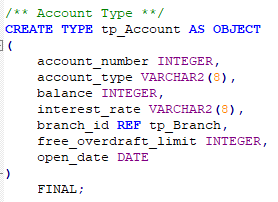 /** Account Type **/
CREATE TYPE tp_Account AS OBJECT
(
account_number INTEGER,
account_type VARCHAR2(8),
balance INTEGER,
interest_rate VARCHAR2(8),
branch_id REF tp_Branch,
free_overdraft_limit INTEGER,
open_date DATE
)
FINAL;